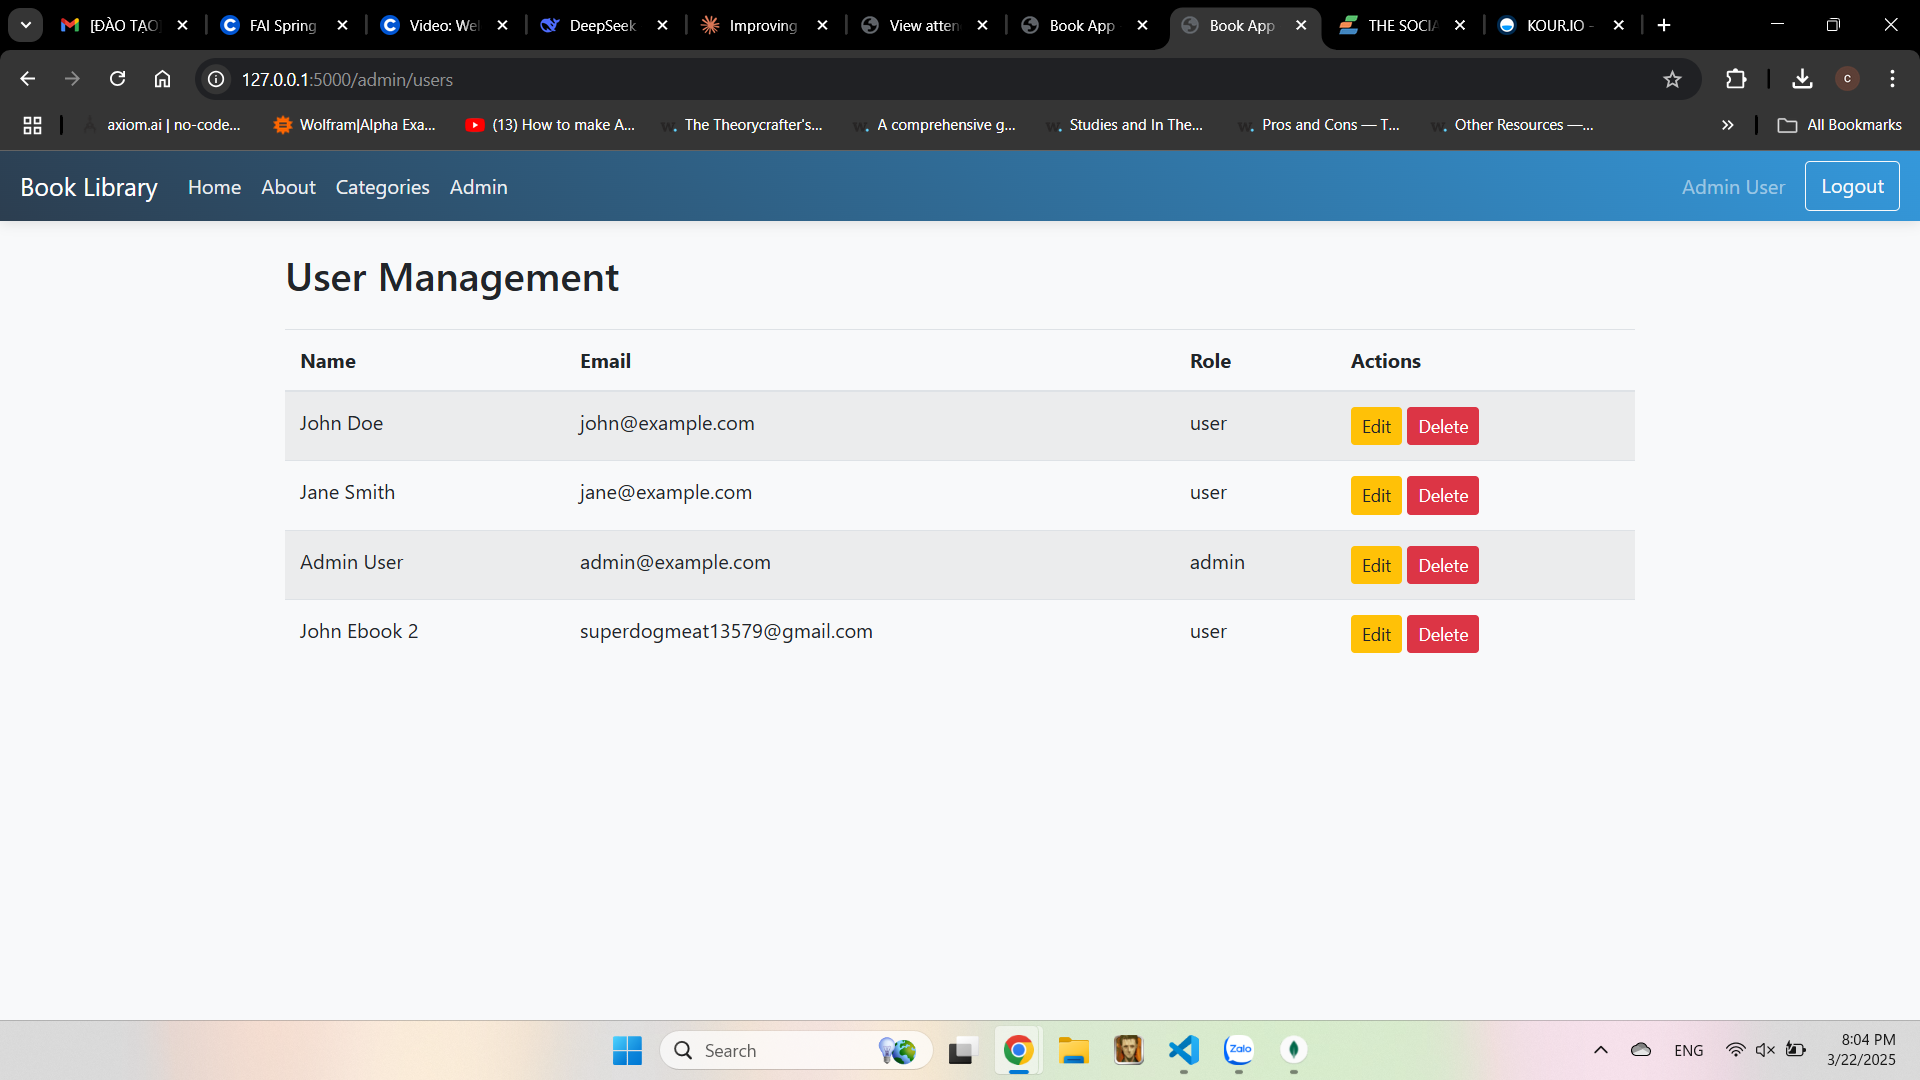 [ĐÀO TẠO] FAI Spring Video: Wel DeepSeek Improving View atten Book App Book App THE SOCIA KOUR.IO -
127.0.0.1:5000/admin/users
axiom.ai | no-code... Wolfram|Alpha Exa... (13) How to make A... The Theorycrafter's... A comprehensive g... Studies and In The... Pros and Cons — T... Other Resources —... All Bookmarks
Book Library Home About Categories Admin Admin User Logout
User Management
Name Email Role Actions
John Doe john@example.com user Edit Delete
Jane Smith jane@example.com user Edit Delete
Admin User admin@example.com admin Edit Delete
John Ebook 2 superdogmeat13579@gmail.com user Edit Delete
Search Zalo ENG 8:04 PM
3/22/2025